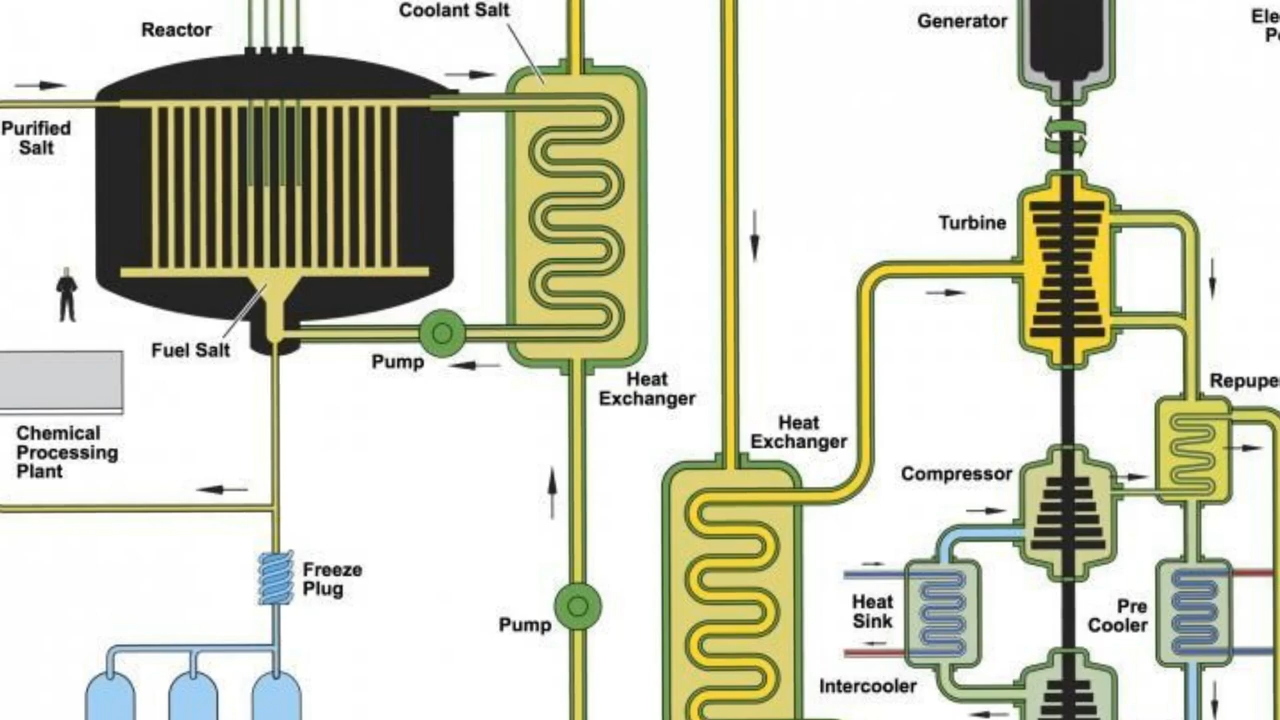 Coolant Salt
Reactor
Generator
Purified
Salt
Turbine
Fuel Salt
Pump
Heat
Exchanger
Chemical
Processing
Plant
Heat
Exchanger
Compressor
Freeze
Plug
Heat
Sink
Pre
Cooler
Pump
Intercooler